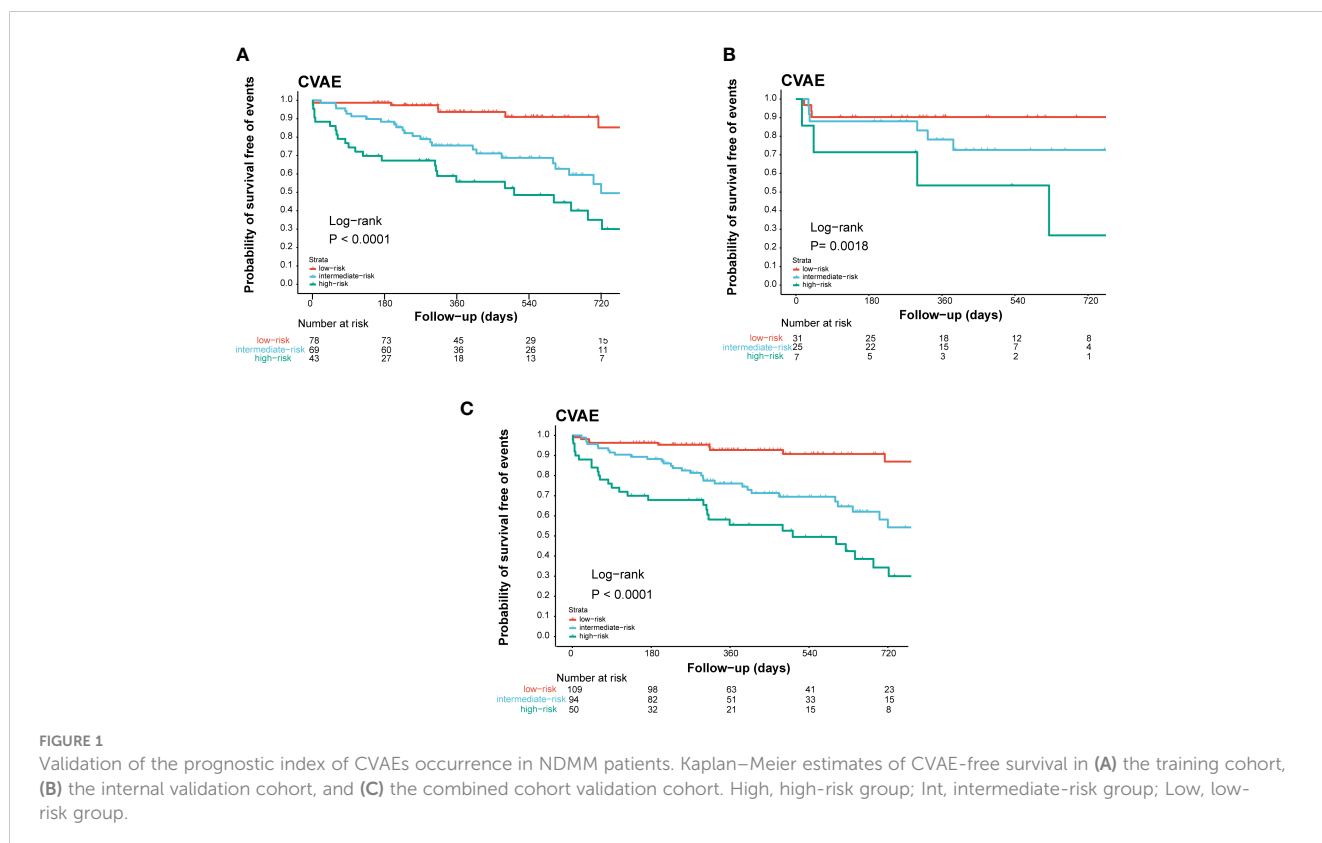 A
CVAE
Probability of survival free of events
1.0
0.9
0.8
0.7
0.6
0.5
0.4
0.3
0.2
0.1
0.0
Log−rank
P < 0.0001
Strata
low−risk
intermediate−risk
high−risk
0 180 360 540 720
Follow−up (days)
Number at risk
low−risk 78 73 45 29 15
intermediate−risk 69 60 36 26 11
high−risk 43 27 18 13 7
B
CVAE
Probability of survival free of events
1.0
0.9
0.8
0.7
0.6
0.5
0.4
0.3
0.2
0.1
0.0
Log−rank
P= 0.0018
Strata
low−risk
intermediate−risk
high−risk
0 180 360 540 720
Follow−up (days)
Number at risk
low−risk 31 25 18 12 8
intermediate−risk 25 22 15 7 4
high−risk 7 5 3 2 1
C
CVAE
Probability of survival free of events
1.0
0.9
0.8
0.7
0.6
0.5
0.4
0.3
0.2
0.1
0.0
Log−rank
P < 0.0001
Strata
low−risk
intermediate−risk
high−risk
0 180 360 540 720
Follow−up (days)
Number at risk
low−risk 109 98 63 41 23
intermediate−risk 94 82 51 33 15
high−risk 50 32 21 15 8
FIGURE 1
Validation of the prognostic index of CVAEs occurrence in NDMM patients. Kaplan–Meier estimates of CVAE-free survival in (A) the training cohort,
(B) the internal validation cohort, and (C) the combined cohort validation cohort. High, high-risk group; Int, intermediate-risk group; Low, low-
risk group.